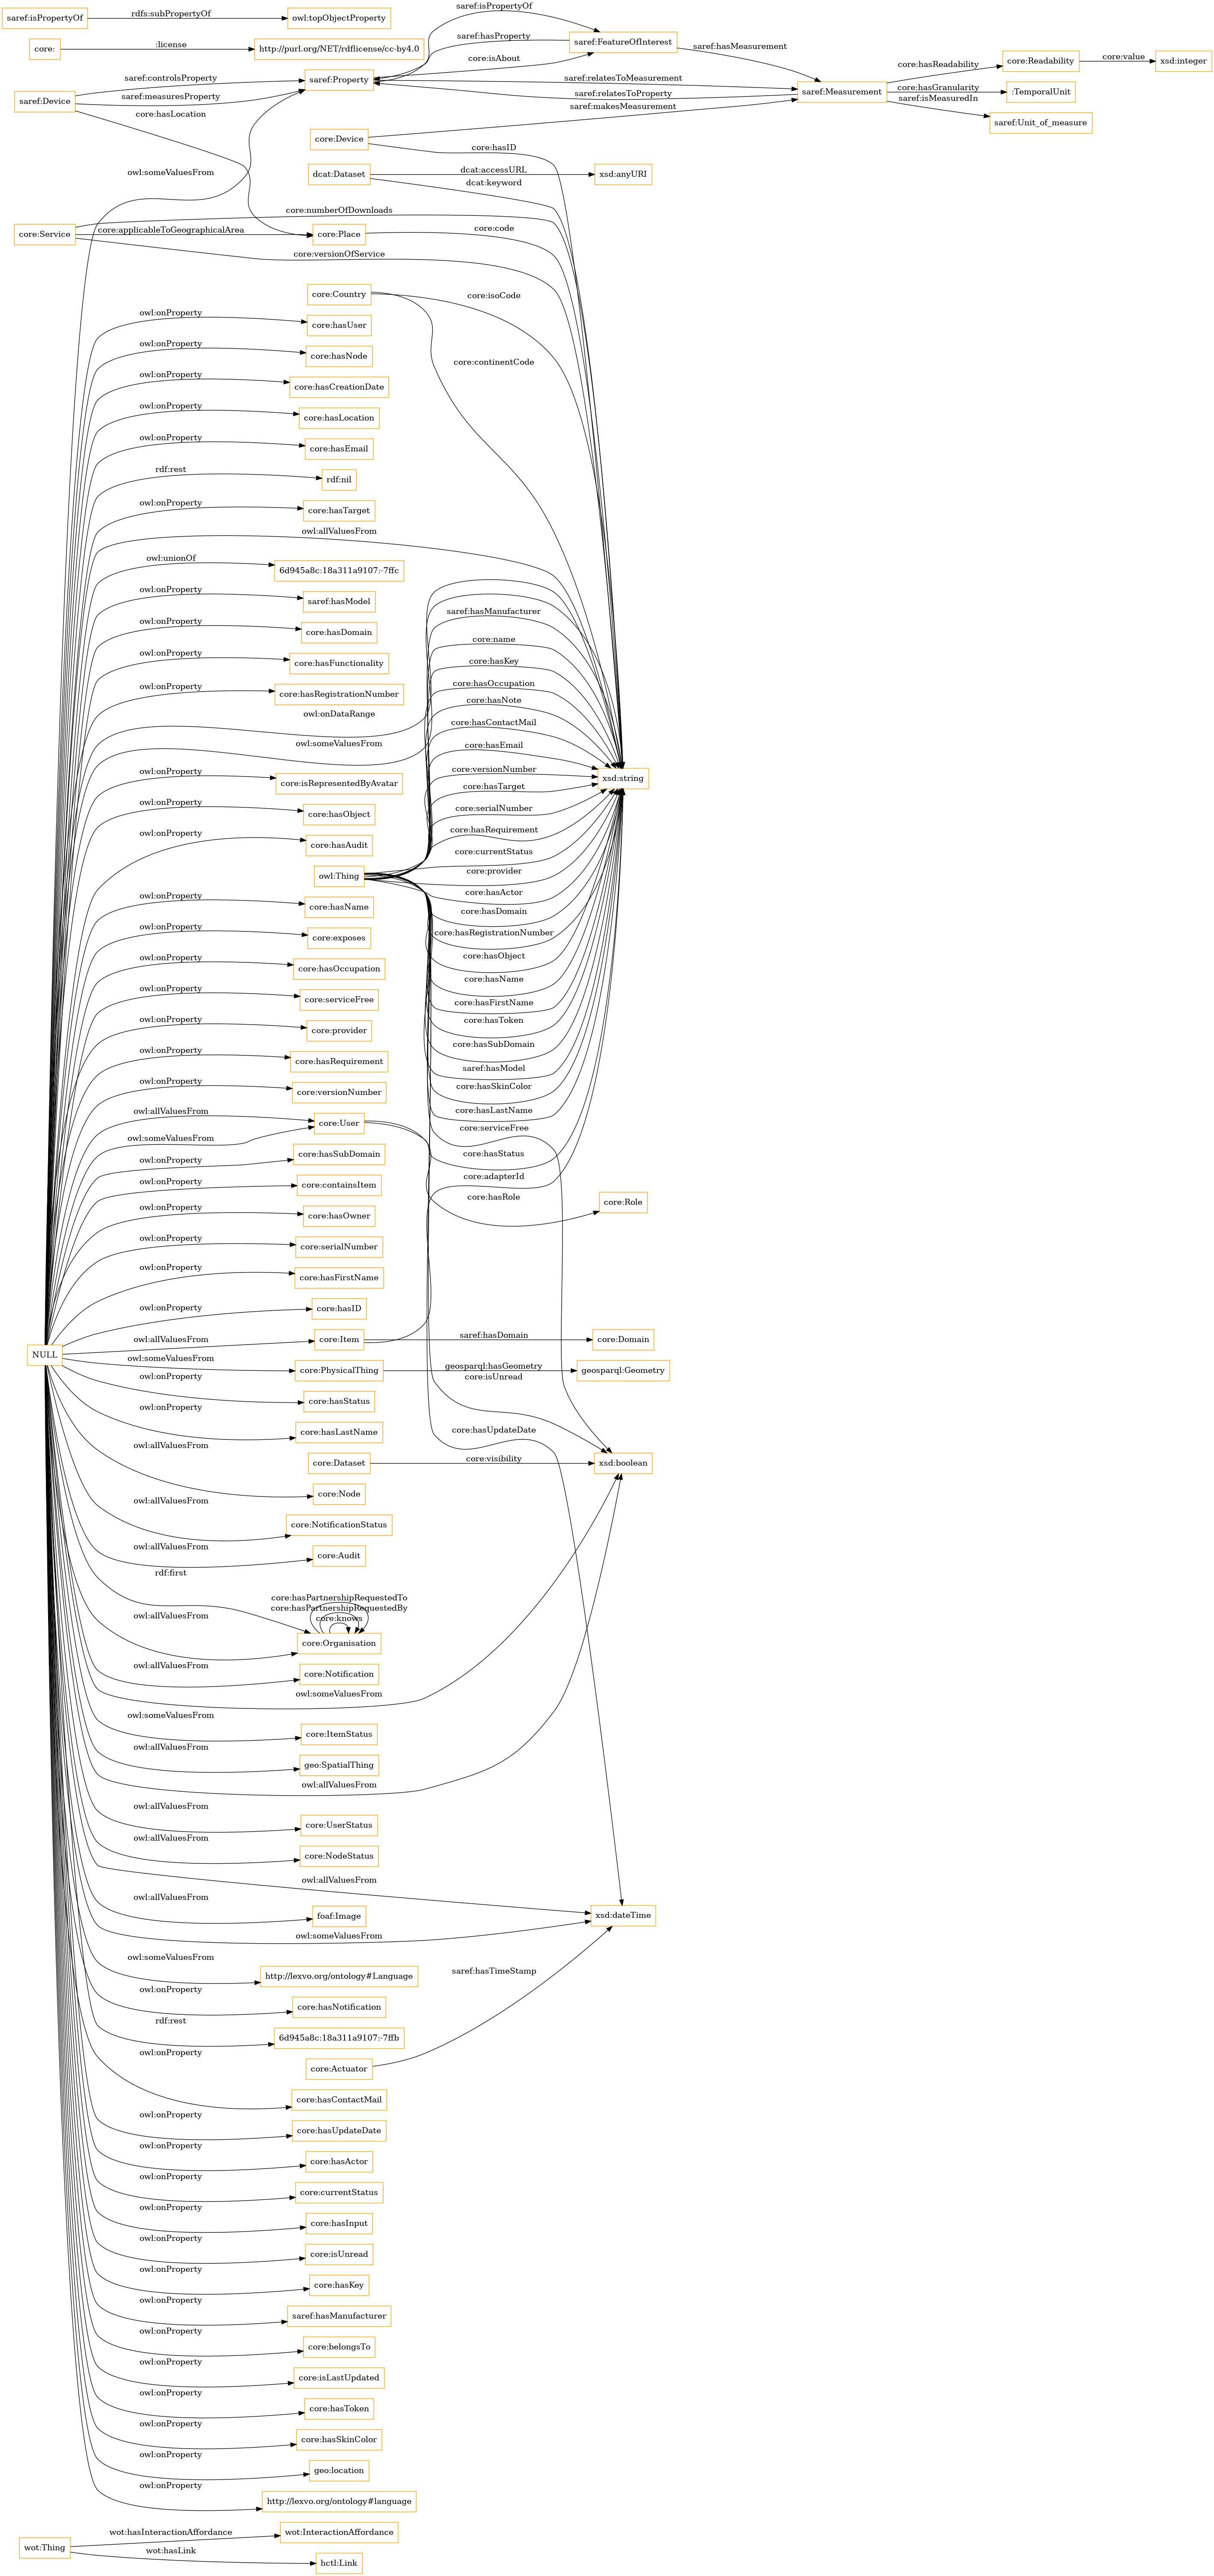 saref:isPropertyOf
rdfs:subPropertyOf
owl:topObjectProperty
core:
:license
http://purl.org/NET/rdflicense/cc-by4.0
saref:isPropertyOf
saref:hasProperty
core:isAbout
saref:FeatureOfInterest
saref:hasMeasurement
core:hasReadability
core:Readability
core:value
xsd:integer
saref:Device
saref:controlsProperty
saref:measuresProperty
core:hasLocation
saref:Property
saref:relatesToMeasurement
saref:relatesToProperty
saref:makesMeasurement
saref:Measurement
core:hasGranularity
:TemporalUnit
saref:isMeasuredIn
saref:Unit_of_measure
core:Device
core:hasID
owl:someValuesFrom
dcat:Dataset
dcat:accessURL
xsd:anyURI
dcat:keyword
core:Service
core:numberOfDownloads
core:applicableToGeographicalArea
core:versionOfService
core:Place
core:code
core:Country
core:isoCode
core:continentCode
owl:onProperty
core:hasUser
owl:onProperty
core:hasNode
owl:onProperty
core:hasCreationDate
owl:onProperty
core:hasLocation
owl:onProperty
core:hasEmail
rdf:rest
rdf:nil
owl:onProperty
core:hasTarget
owl:allValuesFrom
owl:unionOf
6d945a8c:18a311a9107:-7ffc
owl:onProperty
saref:hasModel
owl:onProperty
core:hasDomain
owl:onProperty
core:hasFunctionality
owl:onProperty
core:hasRegistrationNumber
owl:onDataRange
owl:someValuesFrom
saref:hasManufacturer
core:name
core:hasKey
core:hasOccupation
core:hasNote
core:hasContactMail
core:hasEmail
core:versionNumber
core:hasTarget
core:serialNumber
core:hasRequirement
core:currentStatus
core:provider
core:hasActor
core:hasDomain
core:hasRegistrationNumber
core:hasObject
core:hasName
core:hasFirstName
core:hasToken
core:hasSubDomain
saref:hasModel
core:hasSkinColor
core:hasLastName
core:serviceFree
core:hasStatus
core:adapterId
core:hasRole
xsd:string
owl:onProperty
core:isRepresentedByAvatar
owl:onProperty
core:hasObject
owl:onProperty
core:hasAudit
owl:Thing
owl:onProperty
core:hasName
owl:onProperty
core:exposes
owl:onProperty
core:hasOccupation
owl:onProperty
core:serviceFree
owl:onProperty
core:provider
owl:onProperty
core:hasRequirement
owl:onProperty
core:versionNumber
owl:allValuesFrom
owl:someValuesFrom
core:User
owl:onProperty
core:hasSubDomain
owl:onProperty
core:containsItem
core:Role
owl:onProperty
core:hasOwner
owl:onProperty
core:serialNumber
owl:onProperty
core:hasFirstName
owl:onProperty
core:hasID
NULL
owl:allValuesFrom
core:Item
saref:hasDomain
core:Domain
owl:someValuesFrom
core:PhysicalThing
geosparql:hasGeometry
geosparql:Geometry
core:isUnread
owl:onProperty
core:hasStatus
owl:onProperty
core:hasLastName
core:hasUpdateDate
core:Dataset
core:visibility
xsd:boolean
owl:allValuesFrom
core:Node
owl:allValuesFrom
core:NotificationStatus
owl:allValuesFrom
core:Audit
rdf:first
core:hasPartnershipRequestedTo
core:hasPartnershipRequestedBy
core:knows
owl:allValuesFrom
core:Organisation
owl:allValuesFrom
core:Notification
owl:someValuesFrom
owl:someValuesFrom
core:ItemStatus
owl:allValuesFrom
geo:SpatialThing
owl:allValuesFrom
owl:allValuesFrom
core:UserStatus
owl:allValuesFrom
core:NodeStatus
owl:allValuesFrom
owl:allValuesFrom
foaf:Image
xsd:dateTime
owl:someValuesFrom
owl:someValuesFrom
http://lexvo.org/ontology#Language
saref:hasTimeStamp
owl:onProperty
core:hasNotification
rdf:rest
6d945a8c:18a311a9107:-7ffb
core:Actuator
owl:onProperty
core:hasContactMail
owl:onProperty
core:hasUpdateDate
owl:onProperty
core:hasActor
owl:onProperty
core:currentStatus
owl:onProperty
core:hasInput
owl:onProperty
core:isUnread
owl:onProperty
core:hasKey
owl:onProperty
saref:hasManufacturer
owl:onProperty
core:belongsTo
owl:onProperty
core:isLastUpdated
owl:onProperty
core:hasToken
owl:onProperty
core:hasSkinColor
owl:onProperty
geo:location
owl:onProperty
http://lexvo.org/ontology#language
wot:Thing
wot:hasInteractionAffordance
wot:InteractionAffordance
wot:hasLink
hctl:Link